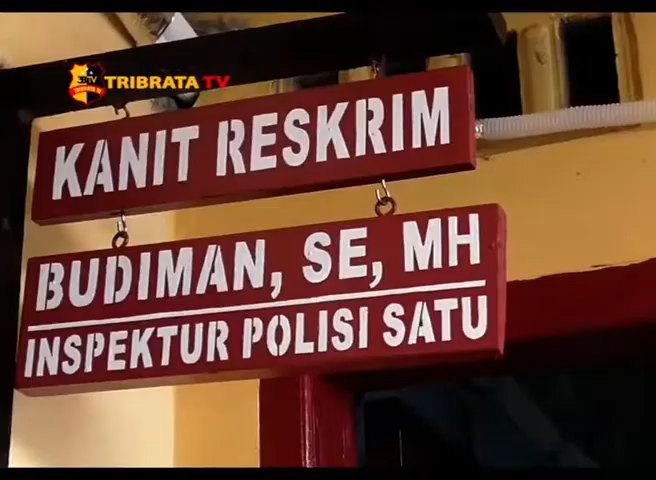 TRIBRATA TV
KANIT RESKRIM
BUDIMAN, SE, MH
INSPEKTUR POLISI SATU